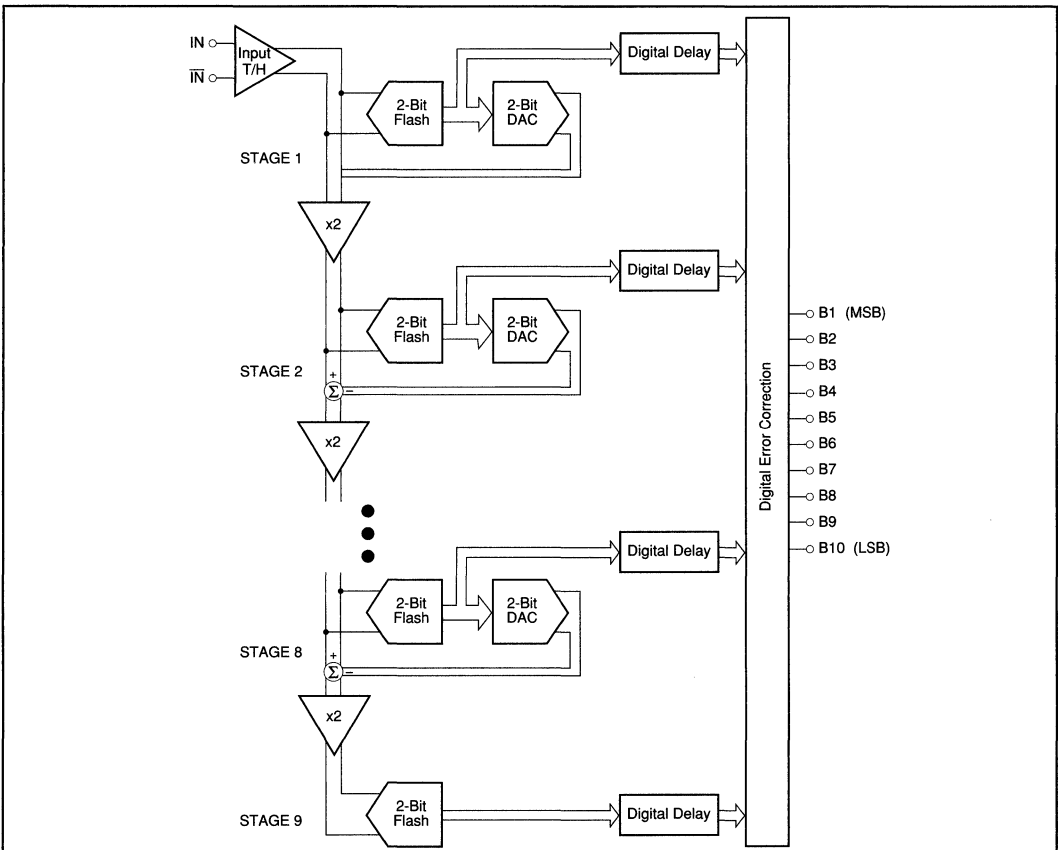 IN
IN
Input
T/H
2-Bit
Flash
2-Bit
DAC
Digital Delay
STAGE 1
x2
2-Bit
Flash
2-Bit
DAC
Digital Delay
STAGE 2
+
Σ
–
x2
2-Bit
Flash
2-Bit
DAC
Digital Delay
STAGE 8
+
Σ
–
x2
2-Bit
Flash
Digital Delay
STAGE 9
Digital Error Correction
B1 (MSB)
B2
B3
B4
B5
B6
B7
B8
B9
B10 (LSB)